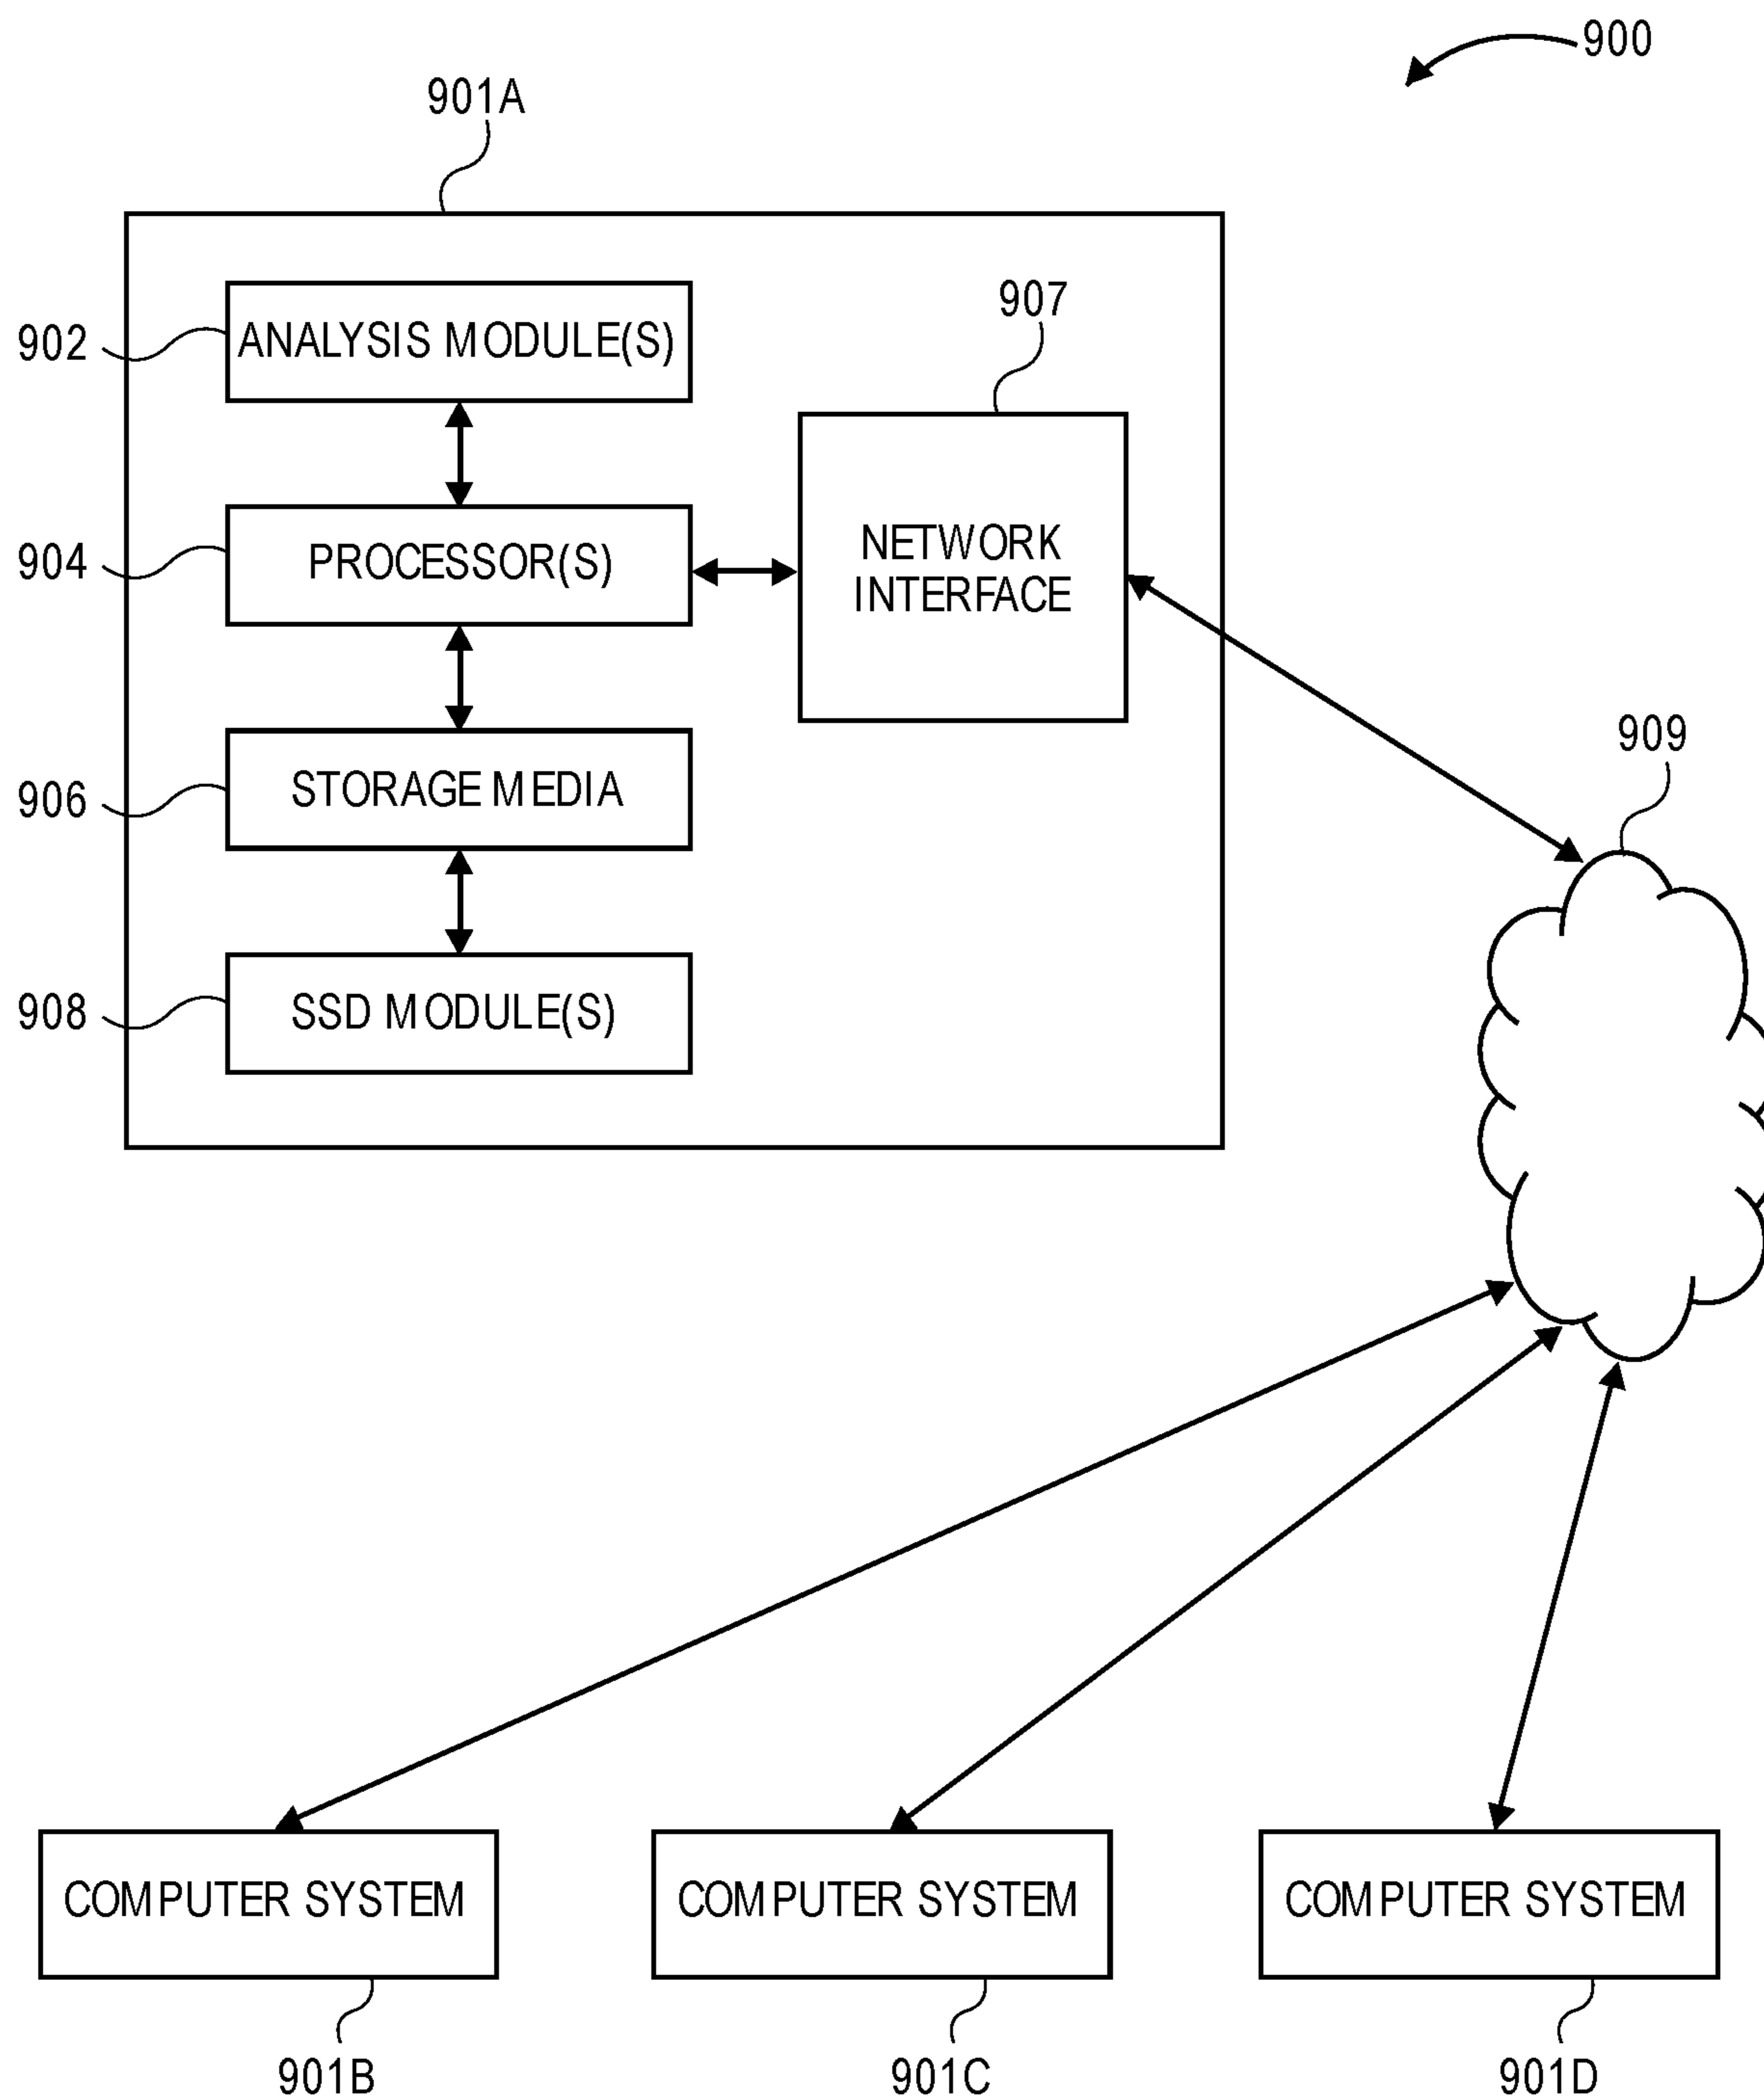 900
901A
902
ANALYSIS MODULE(S)
907
904
PROCESSOR(S)
NETWORK
INTERFACE
909
906
STORAGE MEDIA
908
SSD MODULE(S)
COMPUTER SYSTEM
COMPUTER SYSTEM
COMPUTER SYSTEM
901B
901C
901D